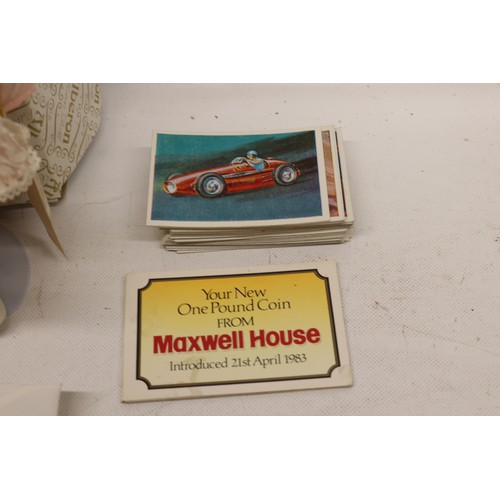 Your New
One Pound Coin
FROM
Maxwell House
Introduced 21st April 1983